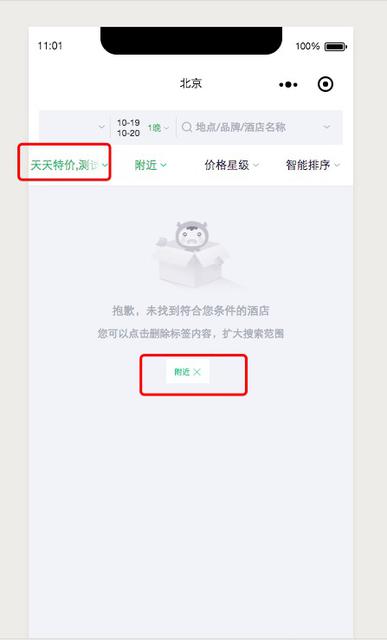 11:01
100%
北京
10-19
10-20
1晚
地点/品牌/酒店名称
天天特价,测试
附近
价格星级
智能排序
抱歉，未找到符合您条件的酒店
您可以点击删除标签内容，扩大搜索范围
附近